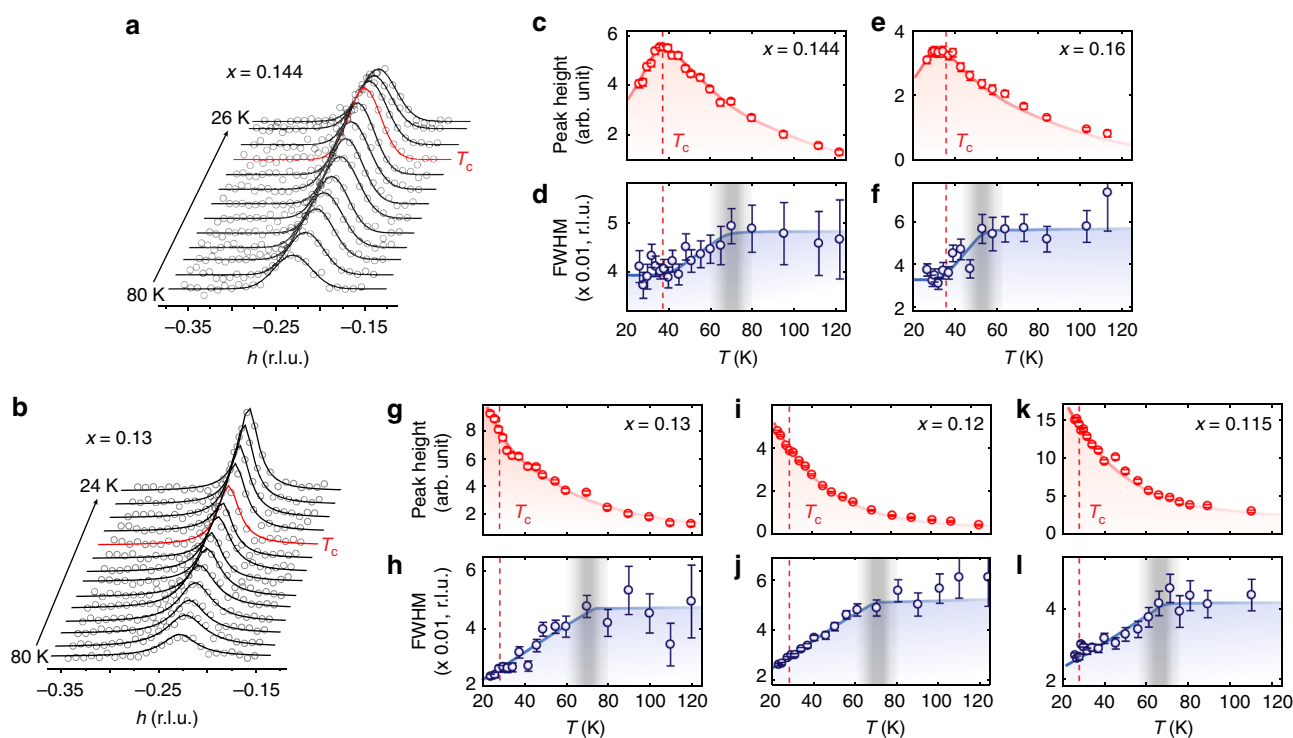 a
x = 0.144
26 K
T_c
80 K
−0.35
−0.25
−0.15
h (r.l.u.)
b
x = 0.13
24 K
T_c
80 K
−0.35
−0.25
−0.15
h (r.l.u.)
c
x = 0.144
Peak height
(arb. unit)
6
4
2
T_c
d
FWHM
(x 0.01, r.l.u.)
5
4
20 40 60 80 100 120
T (K)
e
x = 0.16
4
2
0
T_c
f
6
4
2
20 40 60 80 100 120
T (K)
g
x = 0.13
Peak height
(arb. unit)
8
6
4
2
T_c
h
FWHM
(x 0.01, r.l.u.)
6
4
2
20 40 60 80 100 120
T (K)
i
x = 0.12
4
2
0
T_c
j
6
4
2
20 40 60 80 100 120
T (K)
k
x = 0.115
15
10
5
0
T_c
l
4
2
20 40 60 80 100 120
T (K)